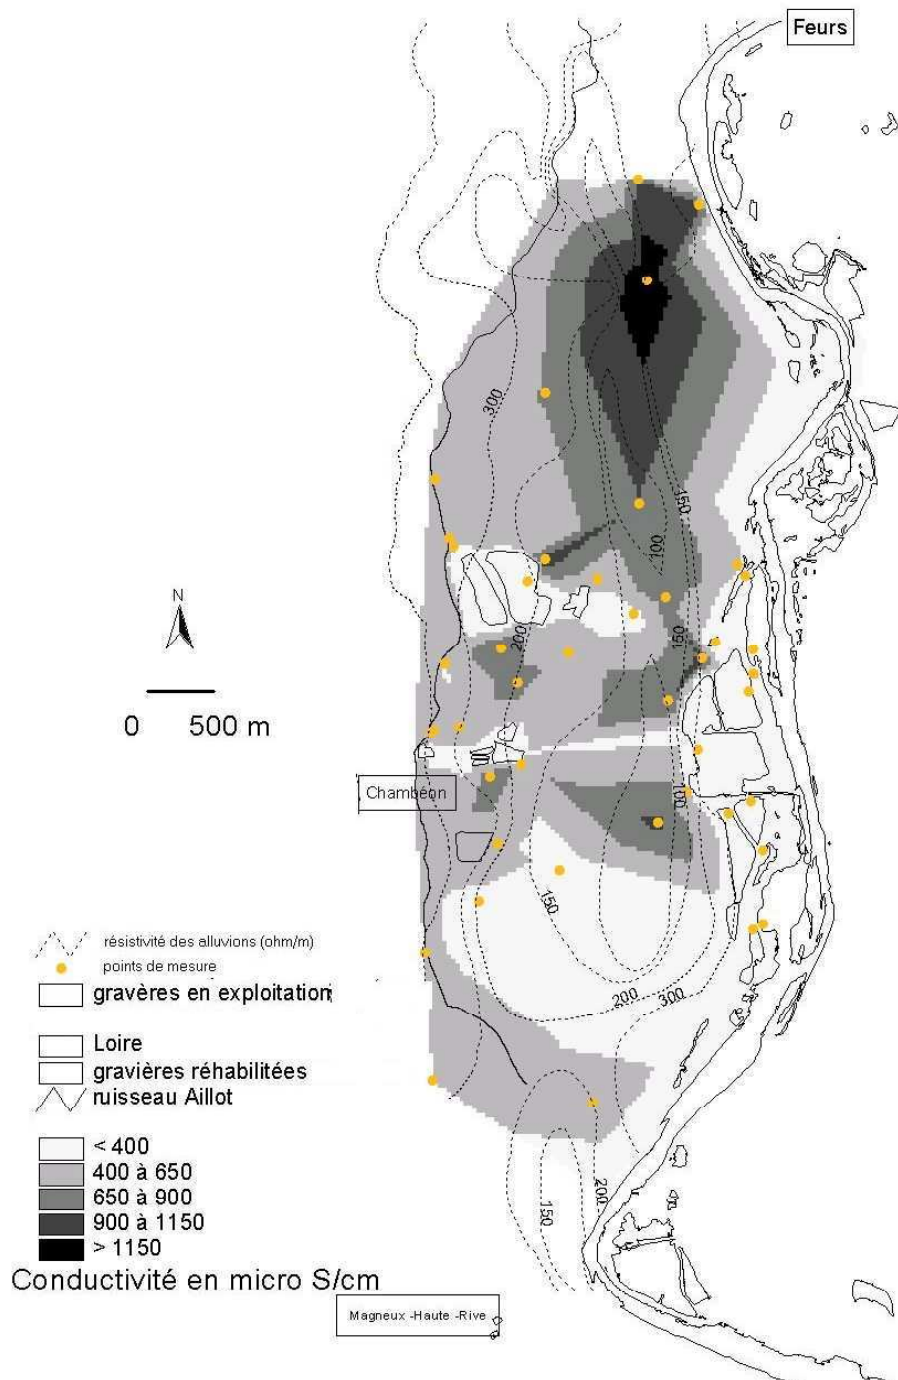 Feurs
300
150
100
N
200
150
0 500 m
Chambéon
100
150
résistivité des alluvions (ohm/m)
points de mesure
gravères en exploitation
200
300
Loire
gravières réhabilitées
ruisseau Aillot
< 400
400 à 650
650 à 900
900 à 1150
> 1150
150
200
Conductivité en micro S/cm
Magneux -Haute -Rive